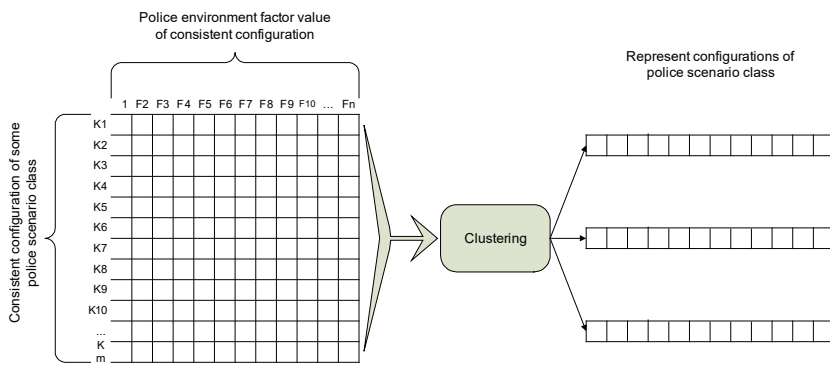 Police environment factor value
of consistent configuration
Represent configurations of
police scenario class
1 F2 F3 F4 F5 F6 F7 F8 F9 F10 ... Fn
Consistent configuration of some
police scenario class
K1
K2
K3
K4
K5
K6
K7
K8
K9
K10
...
K
m
Clustering